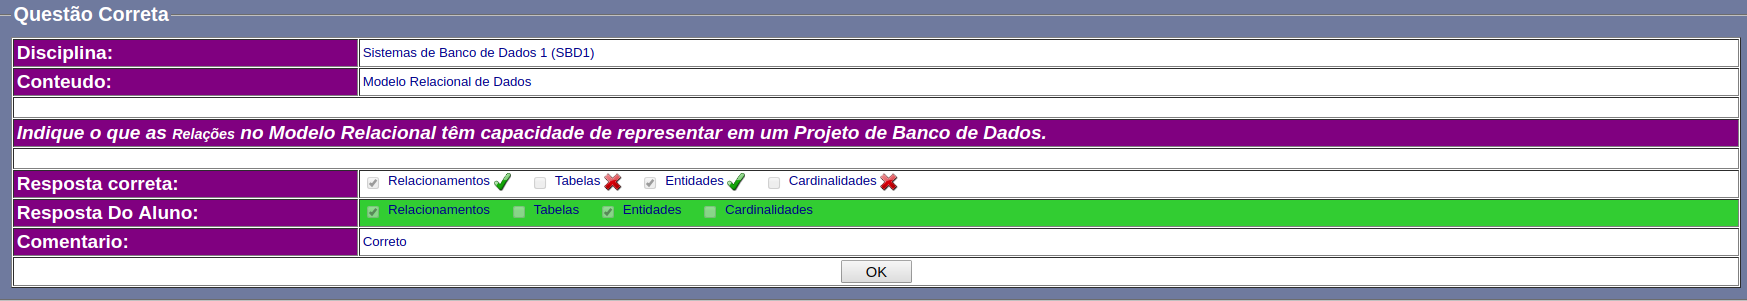 Questão Correta
Disciplina: Sistemas de Banco de Dados 1 (SBD1)
Conteudo: Modelo Relacional de Dados
Indique o que as Relações no Modelo Relacional têm capacidade de representar em um Projeto de Banco de Dados.
Resposta correta: Relacionamentos Tabelas Entidades Cardinalidades
Resposta Do Aluno: Relacionamentos Tabelas Entidades Cardinalidades
Comentario: Correto
OK